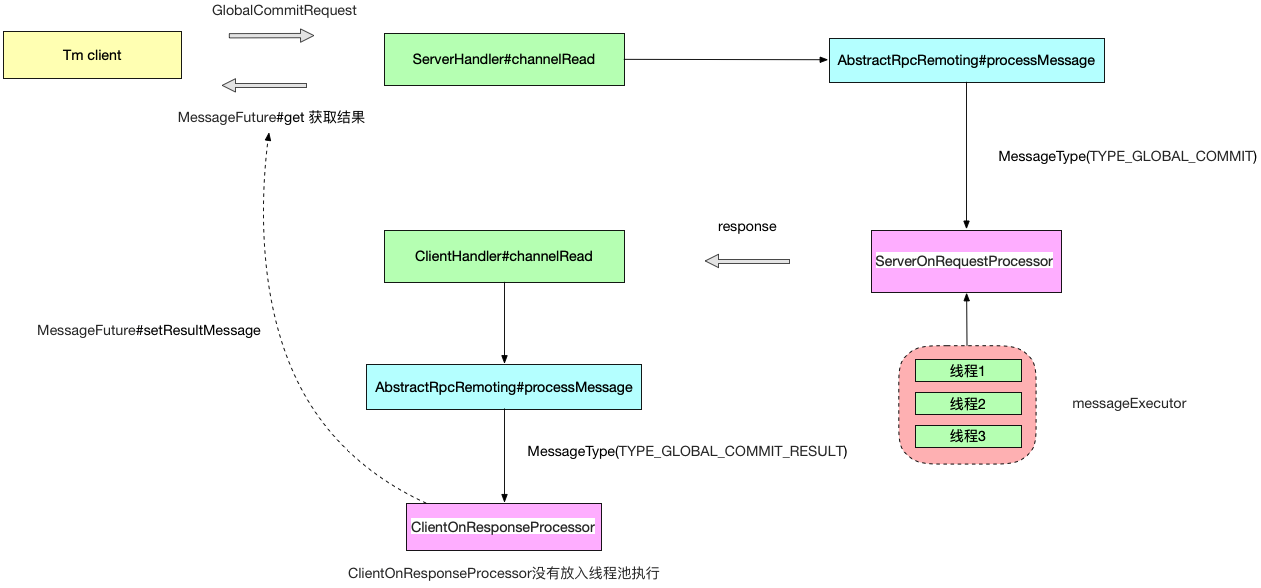 GlobalCommitRequest
Tm client
ServerHandler#channelRead
AbstractRpcRemoting#processMessage
MessageFuture#get 获取结果
MessageType(TYPE_GLOBAL_COMMIT)
response
ClientHandler#channelRead
ServerOnRequestProcessor
MessageFuture#setResultMessage
线程1
线程2
线程3
messageExecutor
AbstractRpcRemoting#processMessage
MessageType(TYPE_GLOBAL_COMMIT_RESULT)
ClientOnResponseProcessor
ClientOnResponseProcessor没有放入线程池执行